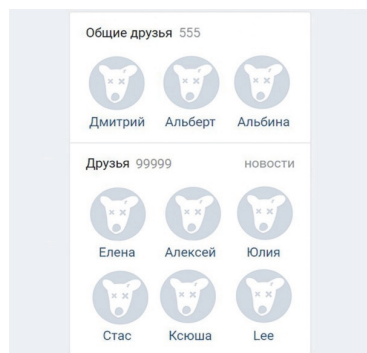 Общие друзья 555
Дмитрий Альберт Альбина
Друзья 99999 новости
Елена Алексей Юлия
Стас Ксюша Lee